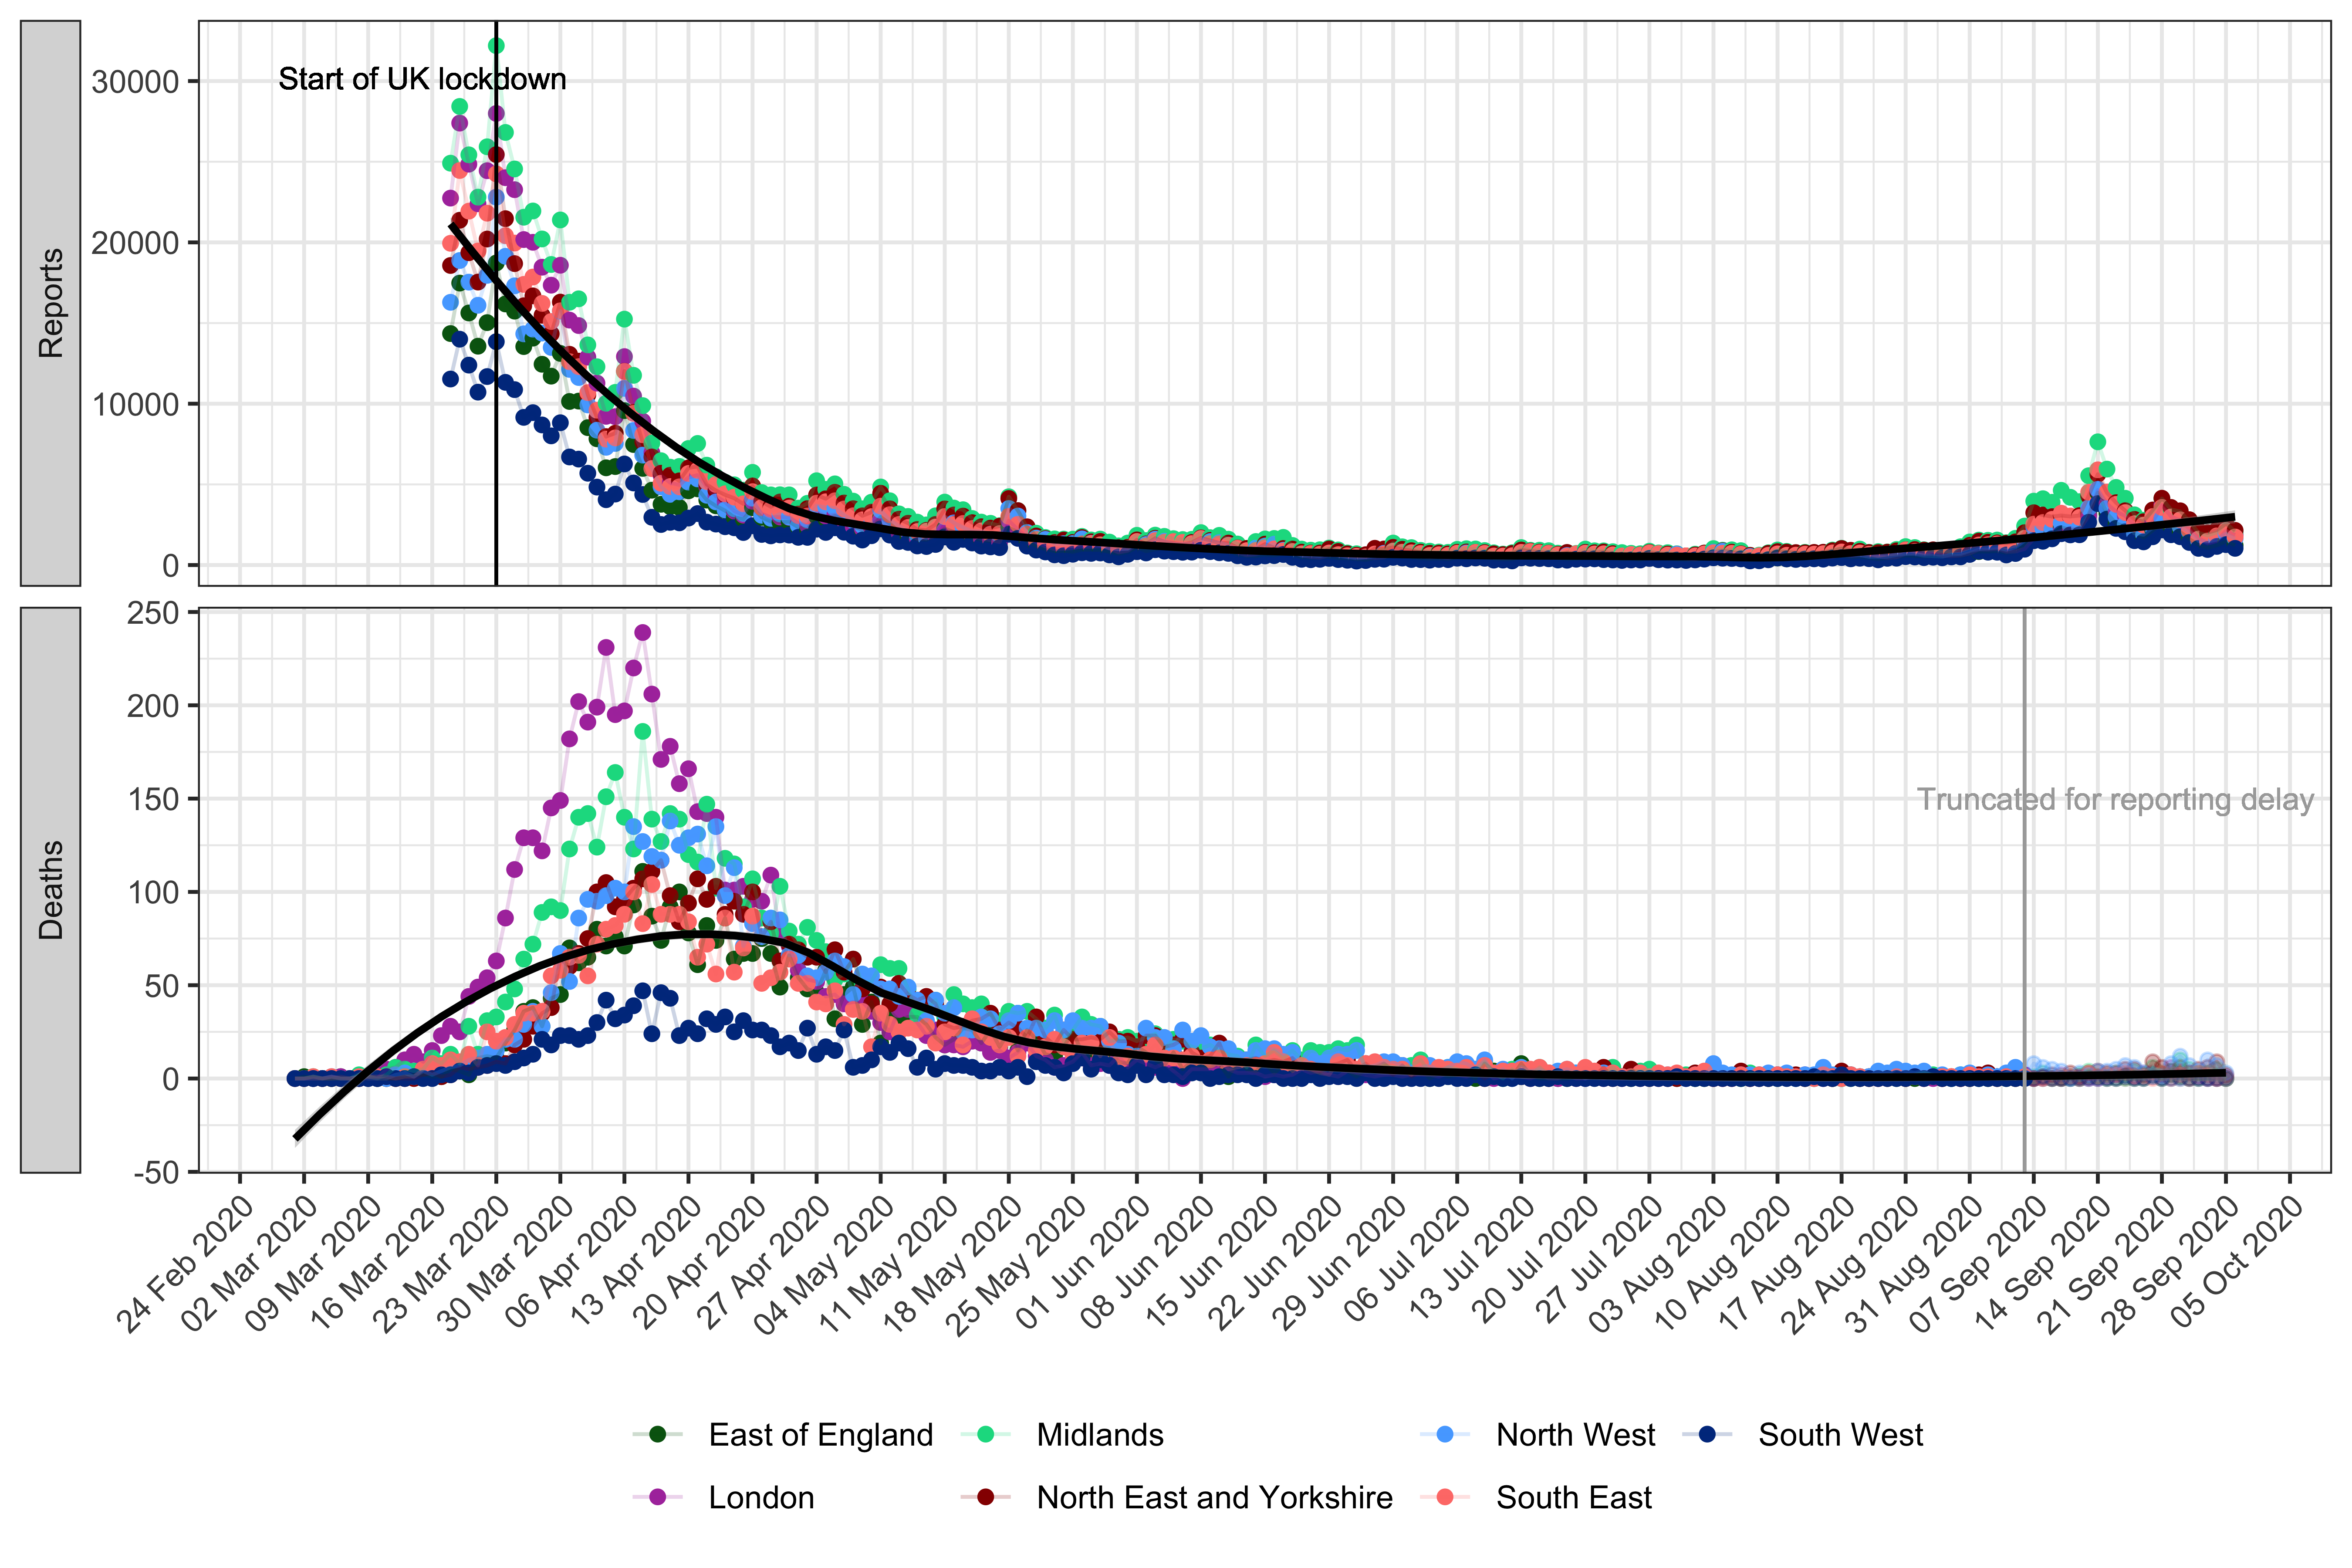 Reports
30000
20000
10000
0
Start of UK lockdown
Deaths
250
200
150
100
50
0
-50
Truncated for reporting delay
24 Feb 2020
02 Mar 2020
09 Mar 2020
16 Mar 2020
23 Mar 2020
30 Mar 2020
06 Apr 2020
13 Apr 2020
20 Apr 2020
27 Apr 2020
04 May 2020
11 May 2020
18 May 2020
25 May 2020
01 Jun 2020
08 Jun 2020
15 Jun 2020
22 Jun 2020
29 Jun 2020
06 Jul 2020
13 Jul 2020
20 Jul 2020
27 Jul 2020
03 Aug 2020
10 Aug 2020
17 Aug 2020
24 Aug 2020
31 Aug 2020
07 Sep 2020
14 Sep 2020
21 Sep 2020
28 Sep 2020
05 Oct 2020
East of England
Midlands
North West
South West
London
North East and Yorkshire
South East